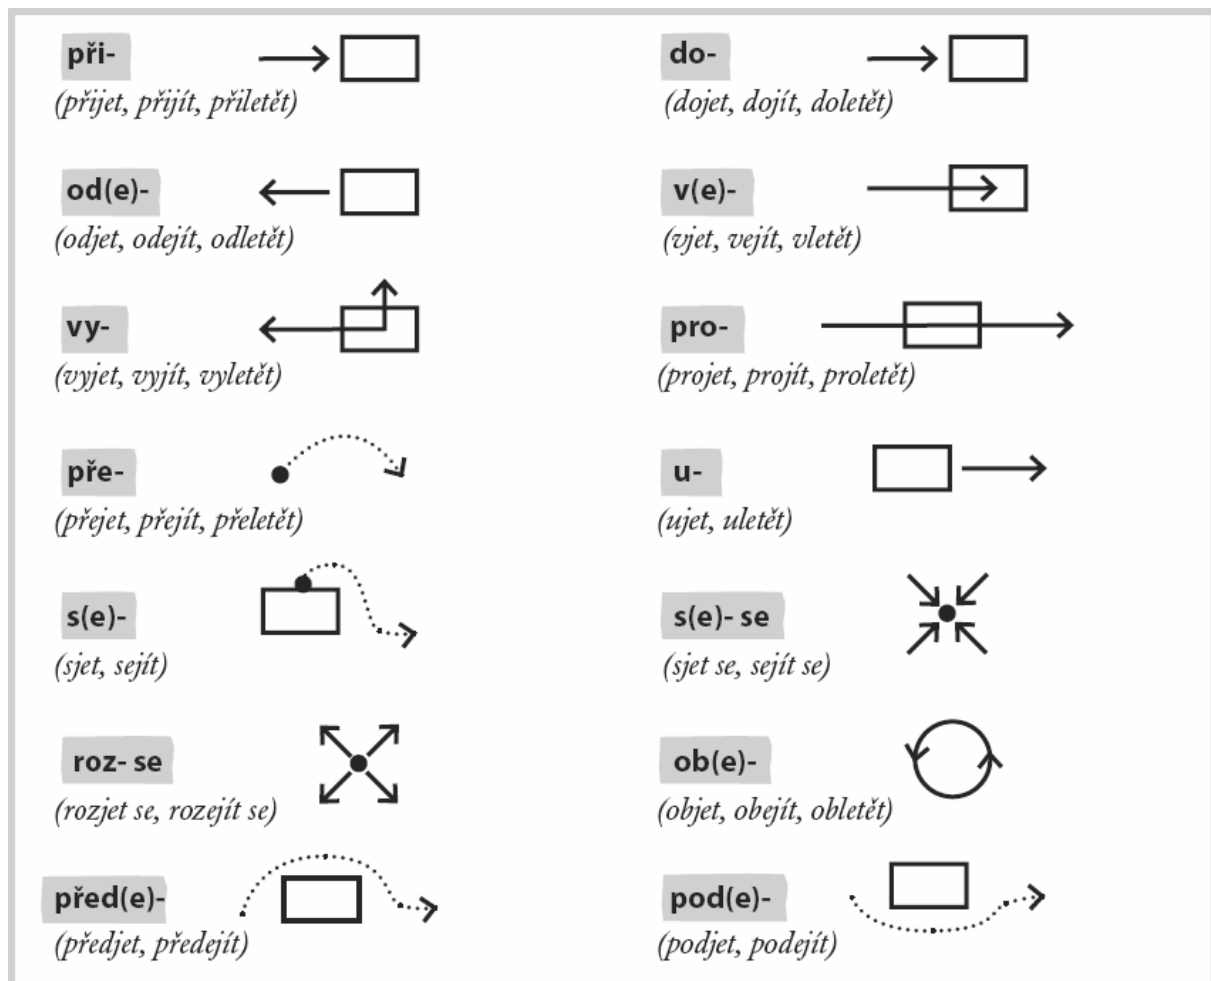 při-
(přijet, přijít, přiletět)
do-
(dojet, dojít, doletět)
od(e)-
(odjet, odejít, odletět)
v(e)-
(vjet, vejít, vletět)
vy-
(vyjet, vyjít, vyletět)
pro-
(projet, projít, proletět)
pře-
(přejet, přejít, přeletět)
u-
(ujet, uletět)
s(e)-
(sjet, sejít)
s(e)- se
(sjet se, sejít se)
roz- se
(rozjet se, rozejít se)
ob(e)-
(objet, obejít, obletět)
před(e)-
(předjet, předejít)
pod(e)-
(podjet, podejít)